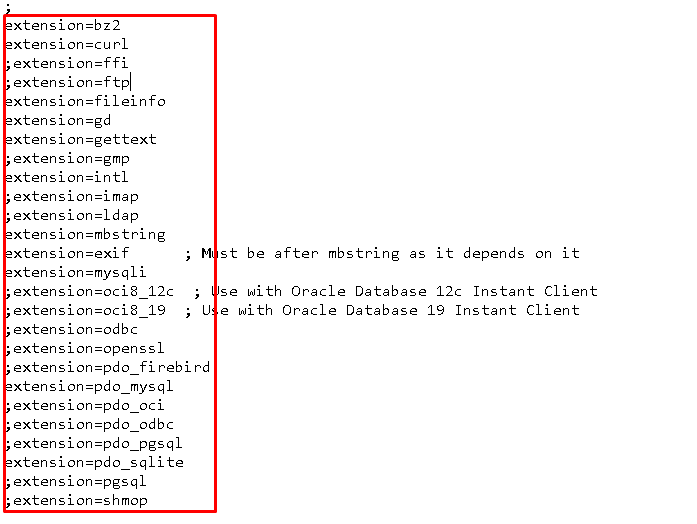 ;
extension=bz2
extension=curl
;extension=ffi
;extension=ftp
extension=fileinfo
extension=gd
extension=gettext
;extension=gmp
extension=intl
;extension=imap
;extension=ldap
extension=mbstring
extension=exif      ; Must be after mbstring as it depends on it
extension=mysqli
;extension=oci8_12c  ; Use with Oracle Database 12c Instant Client
;extension=oci8_19  ; Use with Oracle Database 19 Instant Client
;extension=odbc
;extension=openssl
;extension=pdo_firebird
extension=pdo_mysql
;extension=pdo_oci
;extension=pdo_odbc
;extension=pdo_pgsql
extension=pdo_sqlite
;extension=pgsql
;extension=shmop